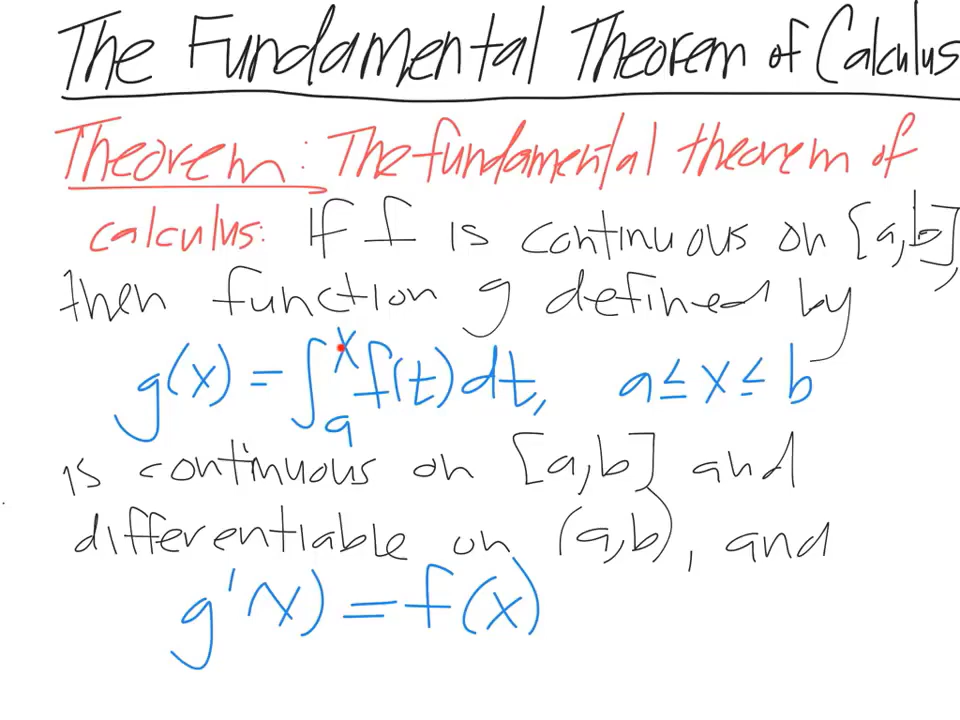 The Fundamental Theorem of Calculus
Theorem: The fundamental theorem of
calculus: If f is continuous on [a,b],
then function g defined by
g(x) = ∫ₐˣ f(t) dt, a ≤ x ≤ b
is continuous on [a,b] and
differentiable on (a,b), and
g'(x) = f(x)